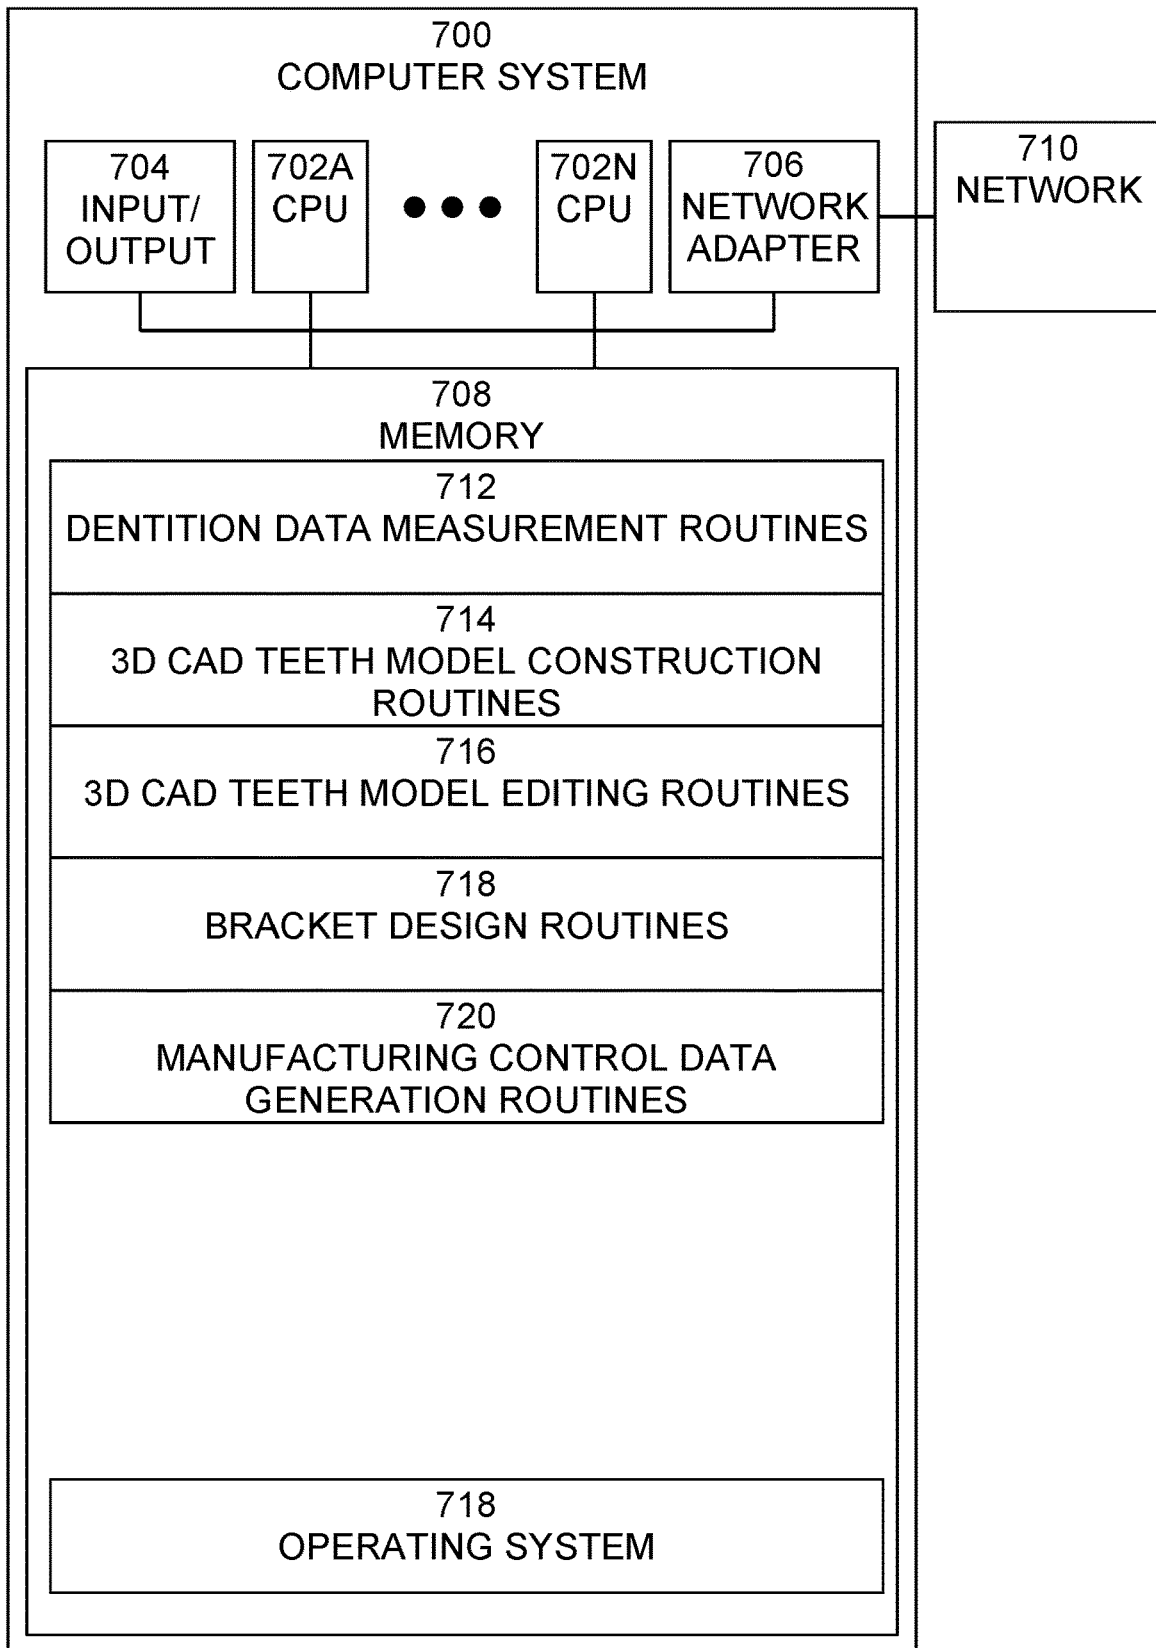 700
COMPUTER SYSTEM
704
INPUT/
OUTPUT
702A
CPU
702N
CPU
706
NETWORK
ADAPTER
710
NETWORK
708
MEMORY
712
DENTITION DATA MEASUREMENT ROUTINES
714
3D CAD TEETH MODEL CONSTRUCTION
ROUTINES
716
3D CAD TEETH MODEL EDITING ROUTINES
718
BRACKET DESIGN ROUTINES
720
MANUFACTURING CONTROL DATA
GENERATION ROUTINES
718
OPERATING SYSTEM